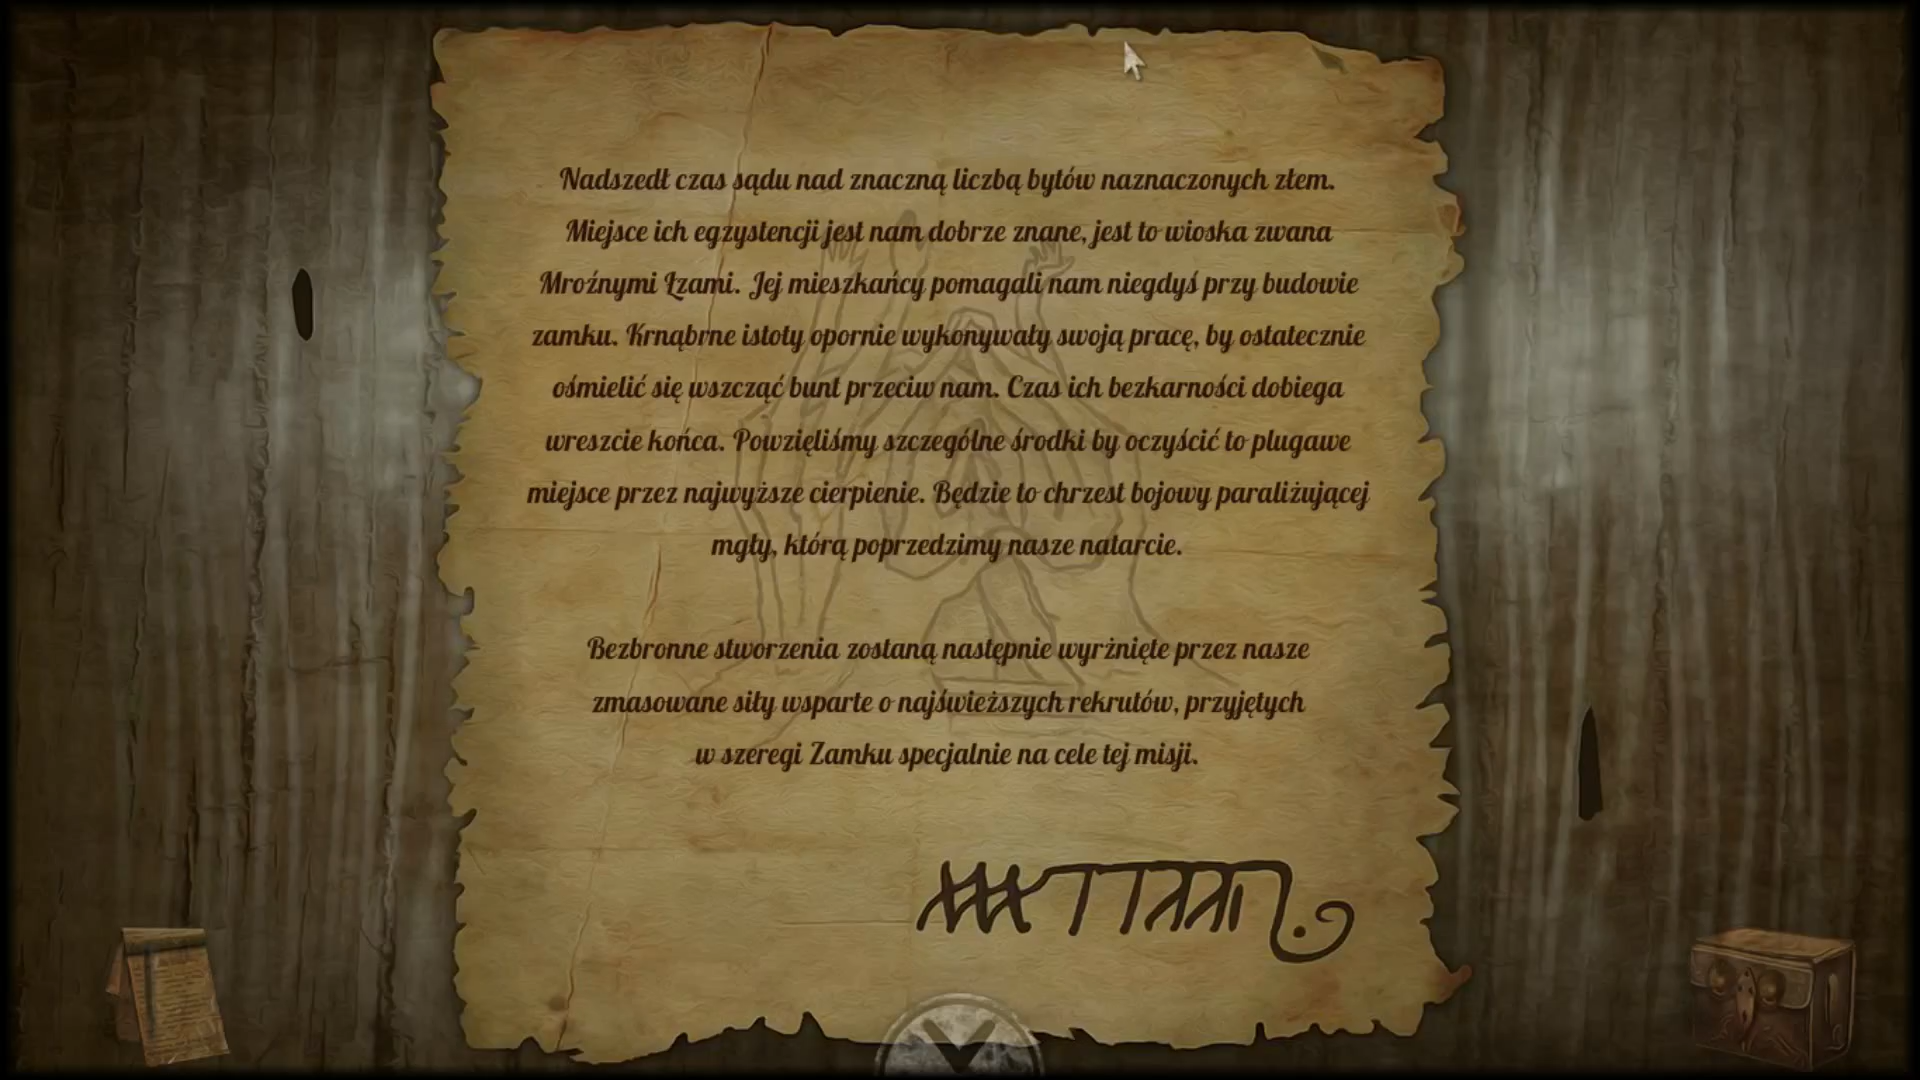 Nadszedł czas sądu nad znaczną liczbą bytów naznaczonych złem.
Miejsce ich egzystencji jest nam dobrze znane, jest to wioska zwana
Mroźnymi Łzami. Jej mieszkańcy pomagali nam niegdyś przy budowie
zamku. Krnąbrne istoty opornie wykonywały swoją pracę, by ostatecznie
ośmielić się wszcząć bunt przeciw nam. Czas ich bezkarności dobiega
wreszcie końca. Powzięliśmy szczególne środki by oczyścić to plugawe
miejsce przez najwyższe cierpienie. Będzie to chrzest bojowy paraliżującej
mgły, którą poprzedzimy nasze natarcie.
Bezbronne stworzenia zostaną następnie wyrżnięte przez nasze
zmasowane siły wsparte o najświeższych rekrutów, przyjętych
w szeregi Zamku specjalnie na cele tej misji.